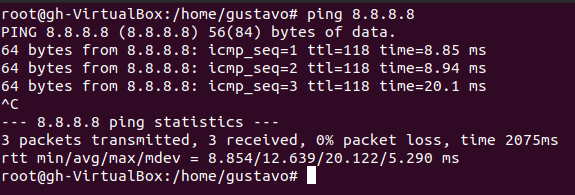 root@gh-VirtualBox:/home/gustavo# ping 8.8.8.8
PING 8.8.8.8 (8.8.8.8) 56(84) bytes of data.
64 bytes from 8.8.8.8: icmp_seq=1 ttl=118 time=8.85 ms
64 bytes from 8.8.8.8: icmp_seq=2 ttl=118 time=8.94 ms
64 bytes from 8.8.8.8: icmp_seq=3 ttl=118 time=20.1 ms
^C
--- 8.8.8.8 ping statistics ---
3 packets transmitted, 3 received, 0% packet loss, time 2075ms
rtt min/avg/max/mdev = 8.854/12.639/20.122/5.290 ms
root@gh-VirtualBox:/home/gustavo#